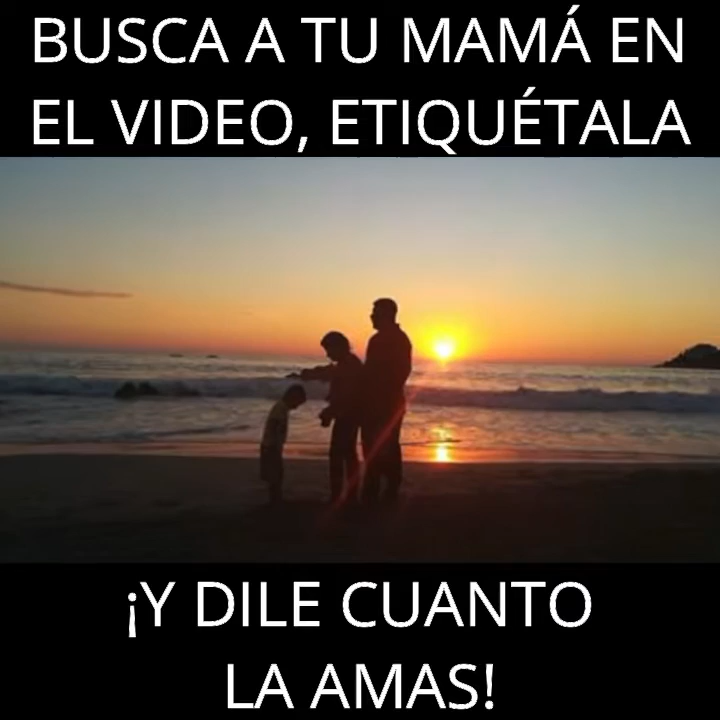 BUSCA A TU MAMÁ EN
EL VIDEO, ETIQUÉTALA
¡Y DILE CUANTO
LA AMAS!